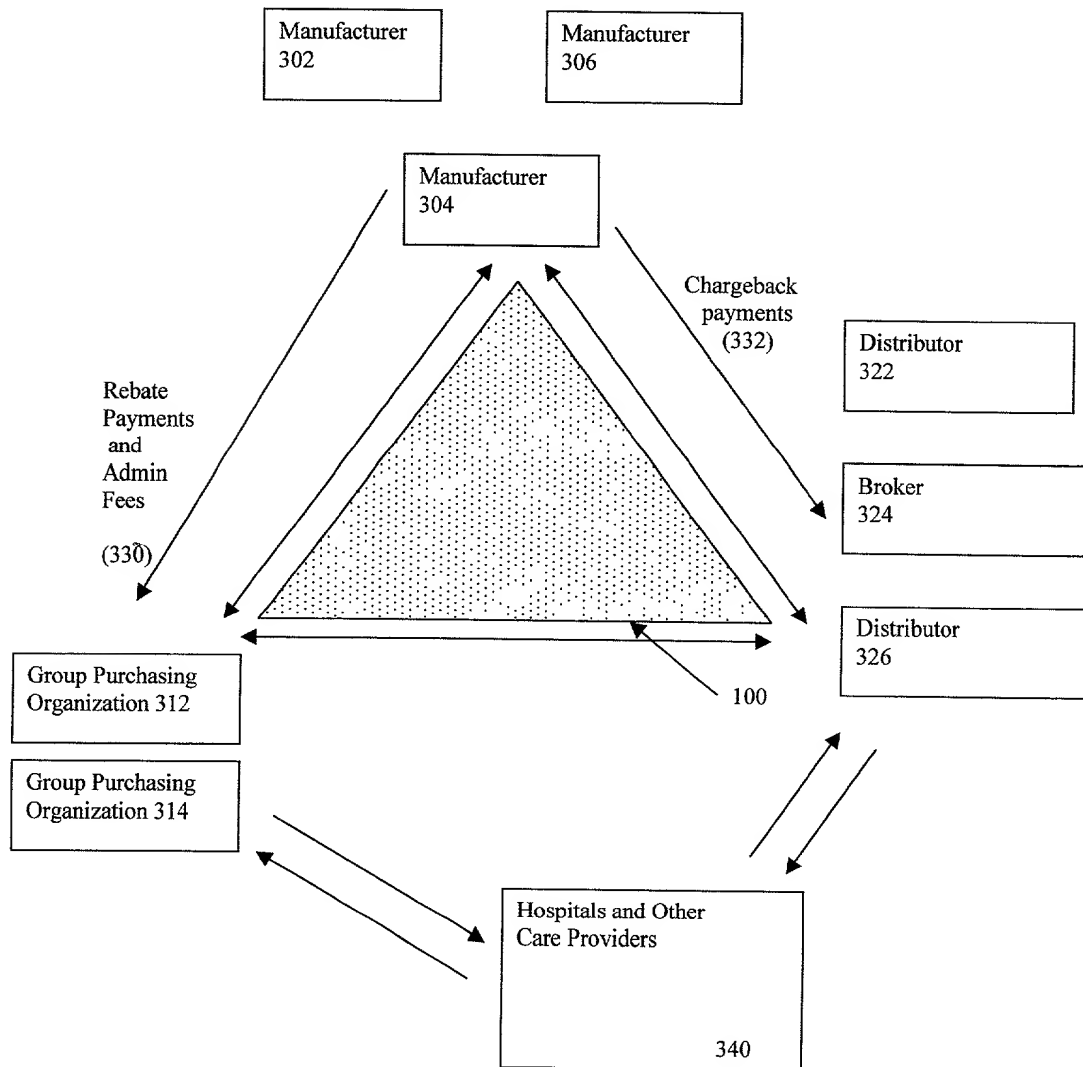 Manufacturer
302
Manufacturer
306
Manufacturer
304
Chargeback
payments
(332)
Distributor
322
Rebate
Payments
and
Admin
Fees
(330)
Broker
324
Distributor
326
Group Purchasing
Organization 312
100
Group Purchasing
Organization 314
Hospitals and Other
Care Providers
340